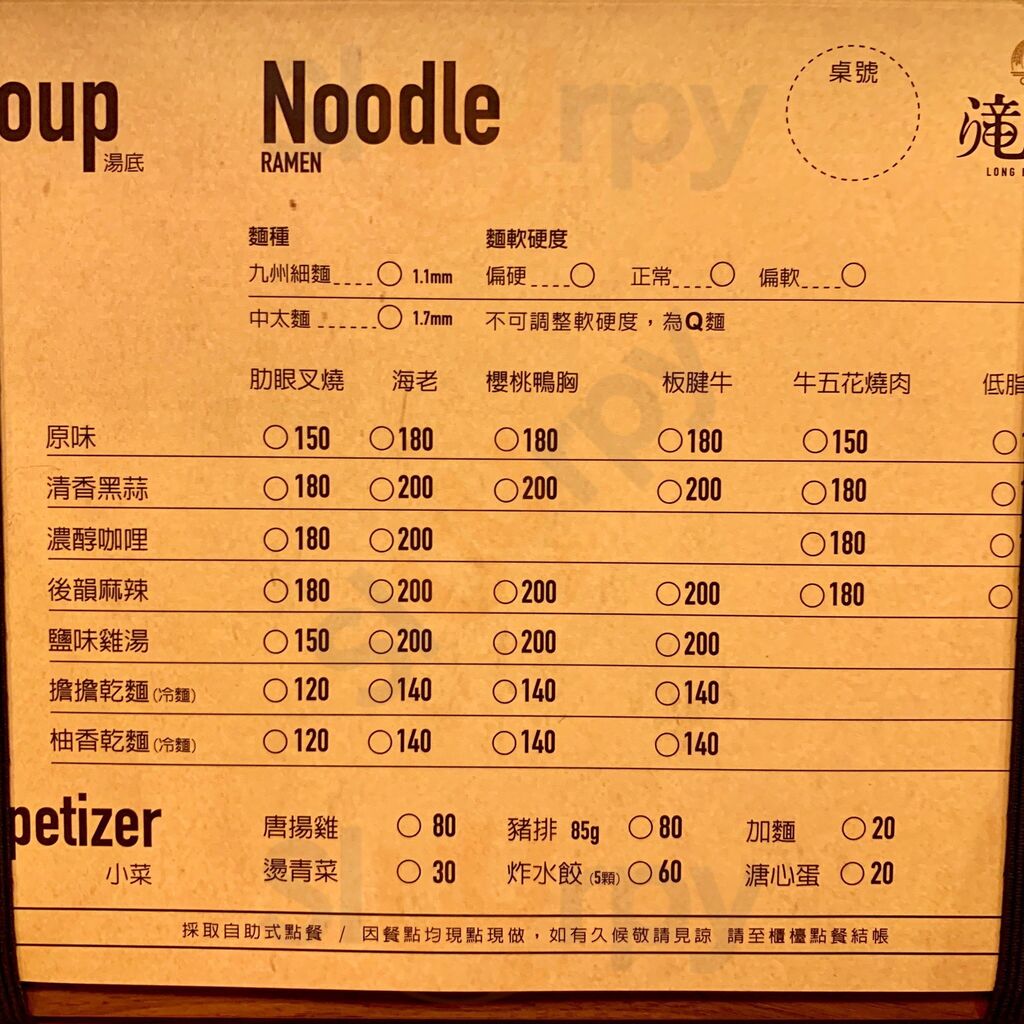 oup
湯底
Noodle
RAMEN
桌號
滝
LONG
麵種
麵軟硬度
九州細麵 ---- ○ 1.1mm 偏硬 ---- ○ 正常 ---- ○ 偏軟 ---- ○
中太麵 ------ ○ 1.7mm 不可調整軟硬度，為Q麵
肋眼叉燒 海老 櫻桃鴨胸 板腱牛 牛五花燒肉 低脂
原味 ○ 150 ○ 180 ○ 180 ○ 180 ○ 150 ○
清香黑蒜 ○ 180 ○ 200 ○ 200 ○ 200 ○ 180 ○
濃醇咖哩 ○ 180 ○ 200 ○ 180 ○
後韻麻辣 ○ 180 ○ 200 ○ 200 ○ 200 ○ 180 ○
鹽味雞湯 ○ 150 ○ 200 ○ 200 ○ 200
擔擔乾麵(冷麵) ○ 120 ○ 140 ○ 140 ○ 140
柚香乾麵(冷麵) ○ 120 ○ 140 ○ 140 ○ 140
petizer
小菜
唐揚雞 ○ 80 豬排 85g ○ 80 加麵 ○ 20
燙青菜 ○ 30 炸水餃(5顆) ○ 60 溏心蛋 ○ 20
採取自助式點餐 / 因餐點均現點現做，如有久候敬請見諒 請至櫃檯點餐結帳